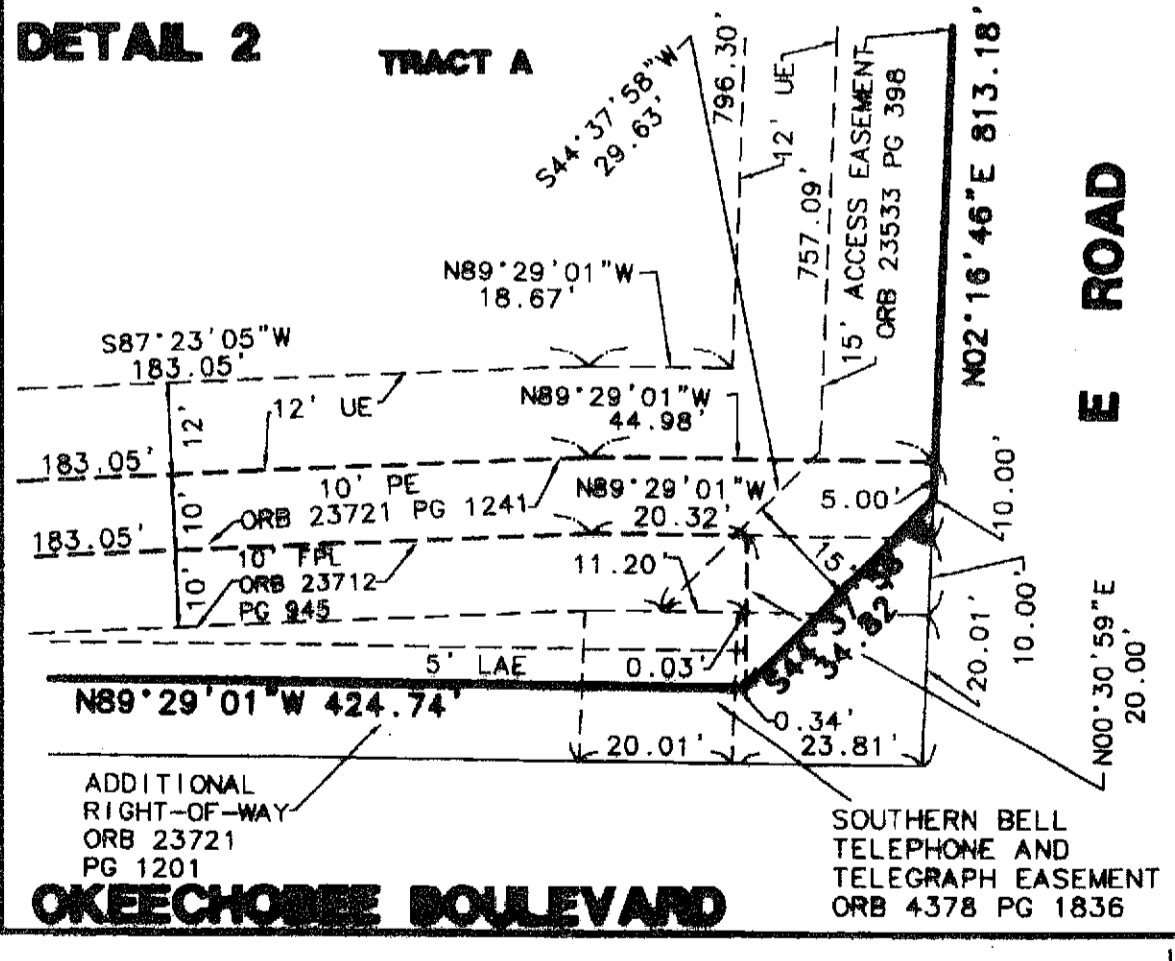 DETAIL 2
TRACT A
S44°37'58"W
29.63'
796.30'
12' UE
757.09'
15' ACCESS EASEMENT
ORB 23533 PG 398
N02°16'46"E 813.18'
E ROAD
N89°29'01"W
18.67'
S87°23'05"W
183.05'
12' UE
12'
N89°29'01"W
44.98'
183.05'
10' PE
ORB 23721 PG 1241
10'
N89°29'01"W
20.32'
5.00'
10.00'
183.05'
10' FPL
ORB 23712
PG 945
10'
11.20'
15'
34.82'
20.01'
10.00'
N00°30'59"E
20.00'
5' LAE
0.03'
N89°29'01"W 424.74'
0.34'
20.01'
23.81'
ADDITIONAL
RIGHT-OF-WAY
ORB 23721
PG 1201
SOUTHERN BELL
TELEPHONE AND
TELEGRAPH EASEMENT
ORB 4378 PG 1836
OKEECHOBEE BOULEVARD